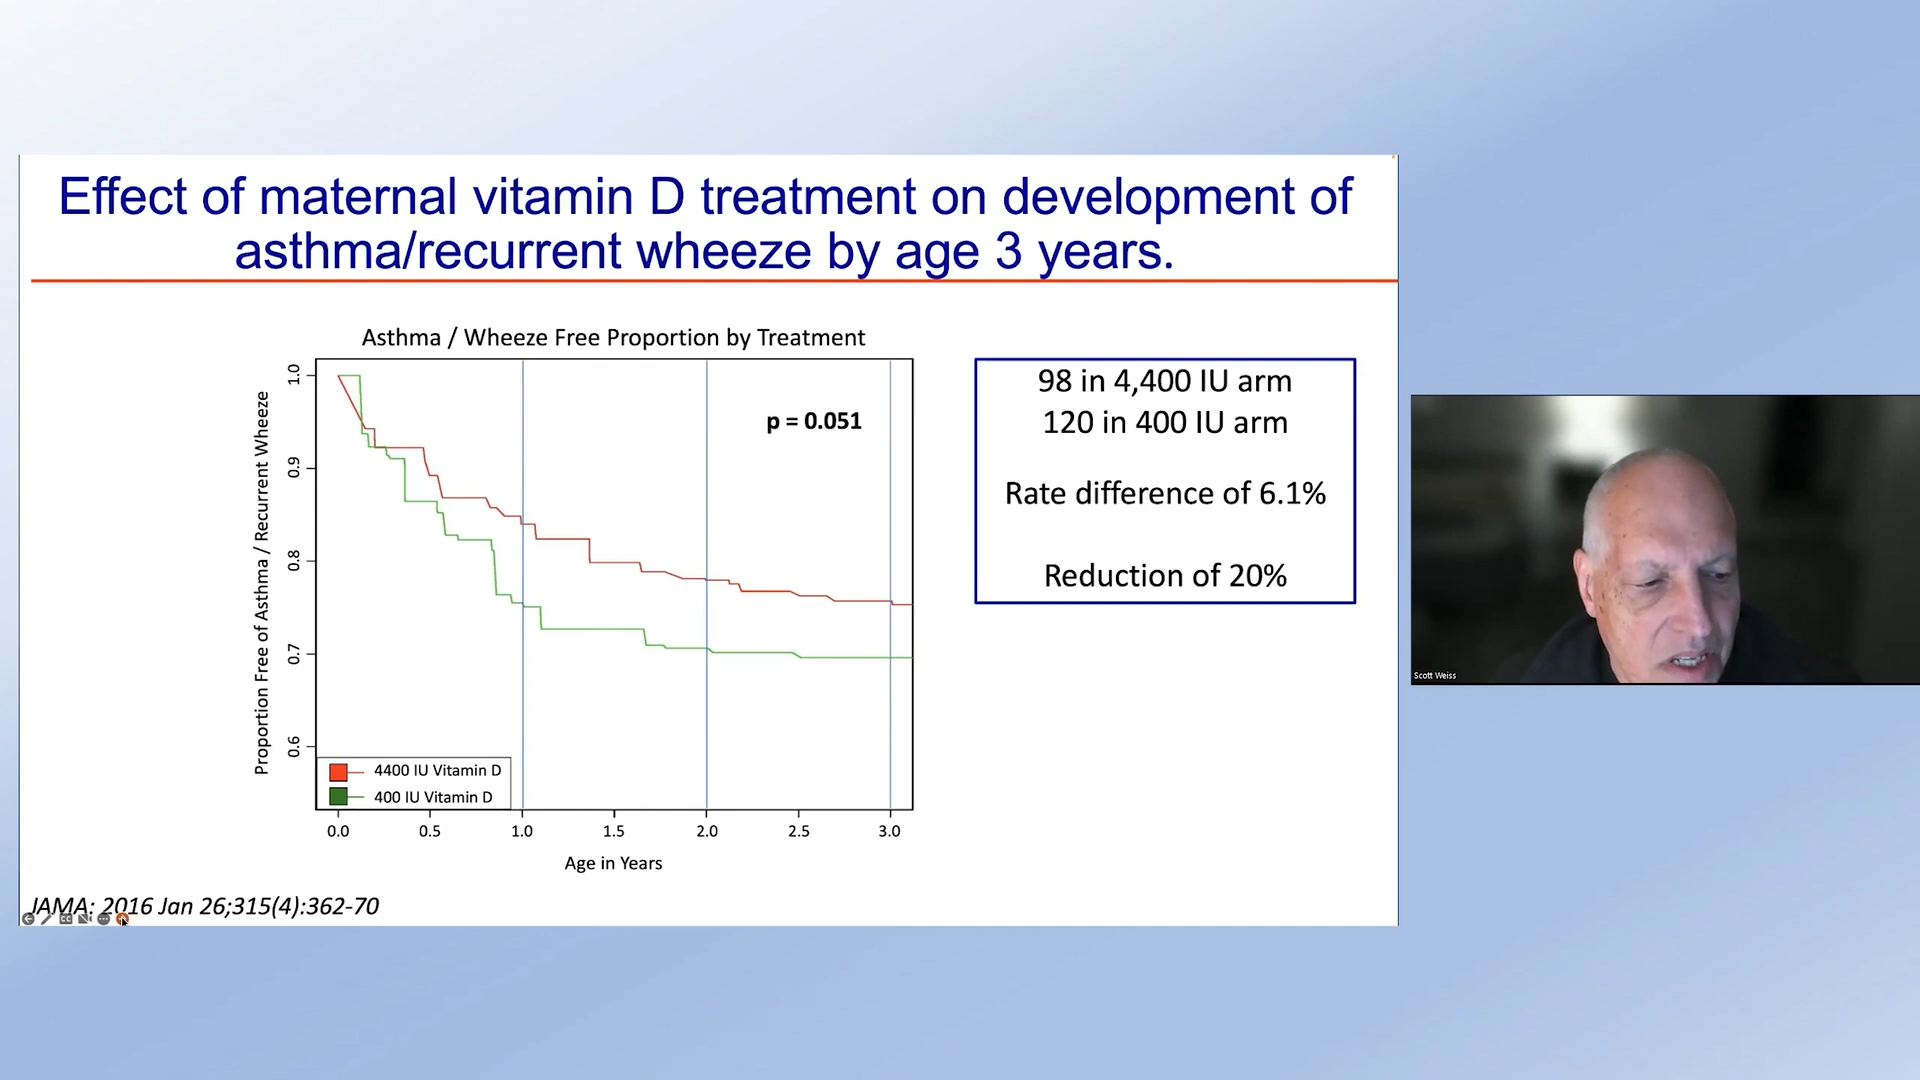 Effect of maternal vitamin D treatment on development of
asthma/recurrent wheeze by age 3 years.
Asthma / Wheeze Free Proportion by Treatment
Proportion Free of Asthma / Recurrent Wheeze
1.0
0.9
0.8
0.7
0.6
p = 0.051
4400 IU Vitamin D
400 IU Vitamin D
0.0 0.5 1.0 1.5 2.0 2.5 3.0
Age in Years
98 in 4,400 IU arm
120 in 400 IU arm
Rate difference of 6.1%
Reduction of 20%
JAMA: 2016 Jan 26;315(4):362-70
Scott Weiss